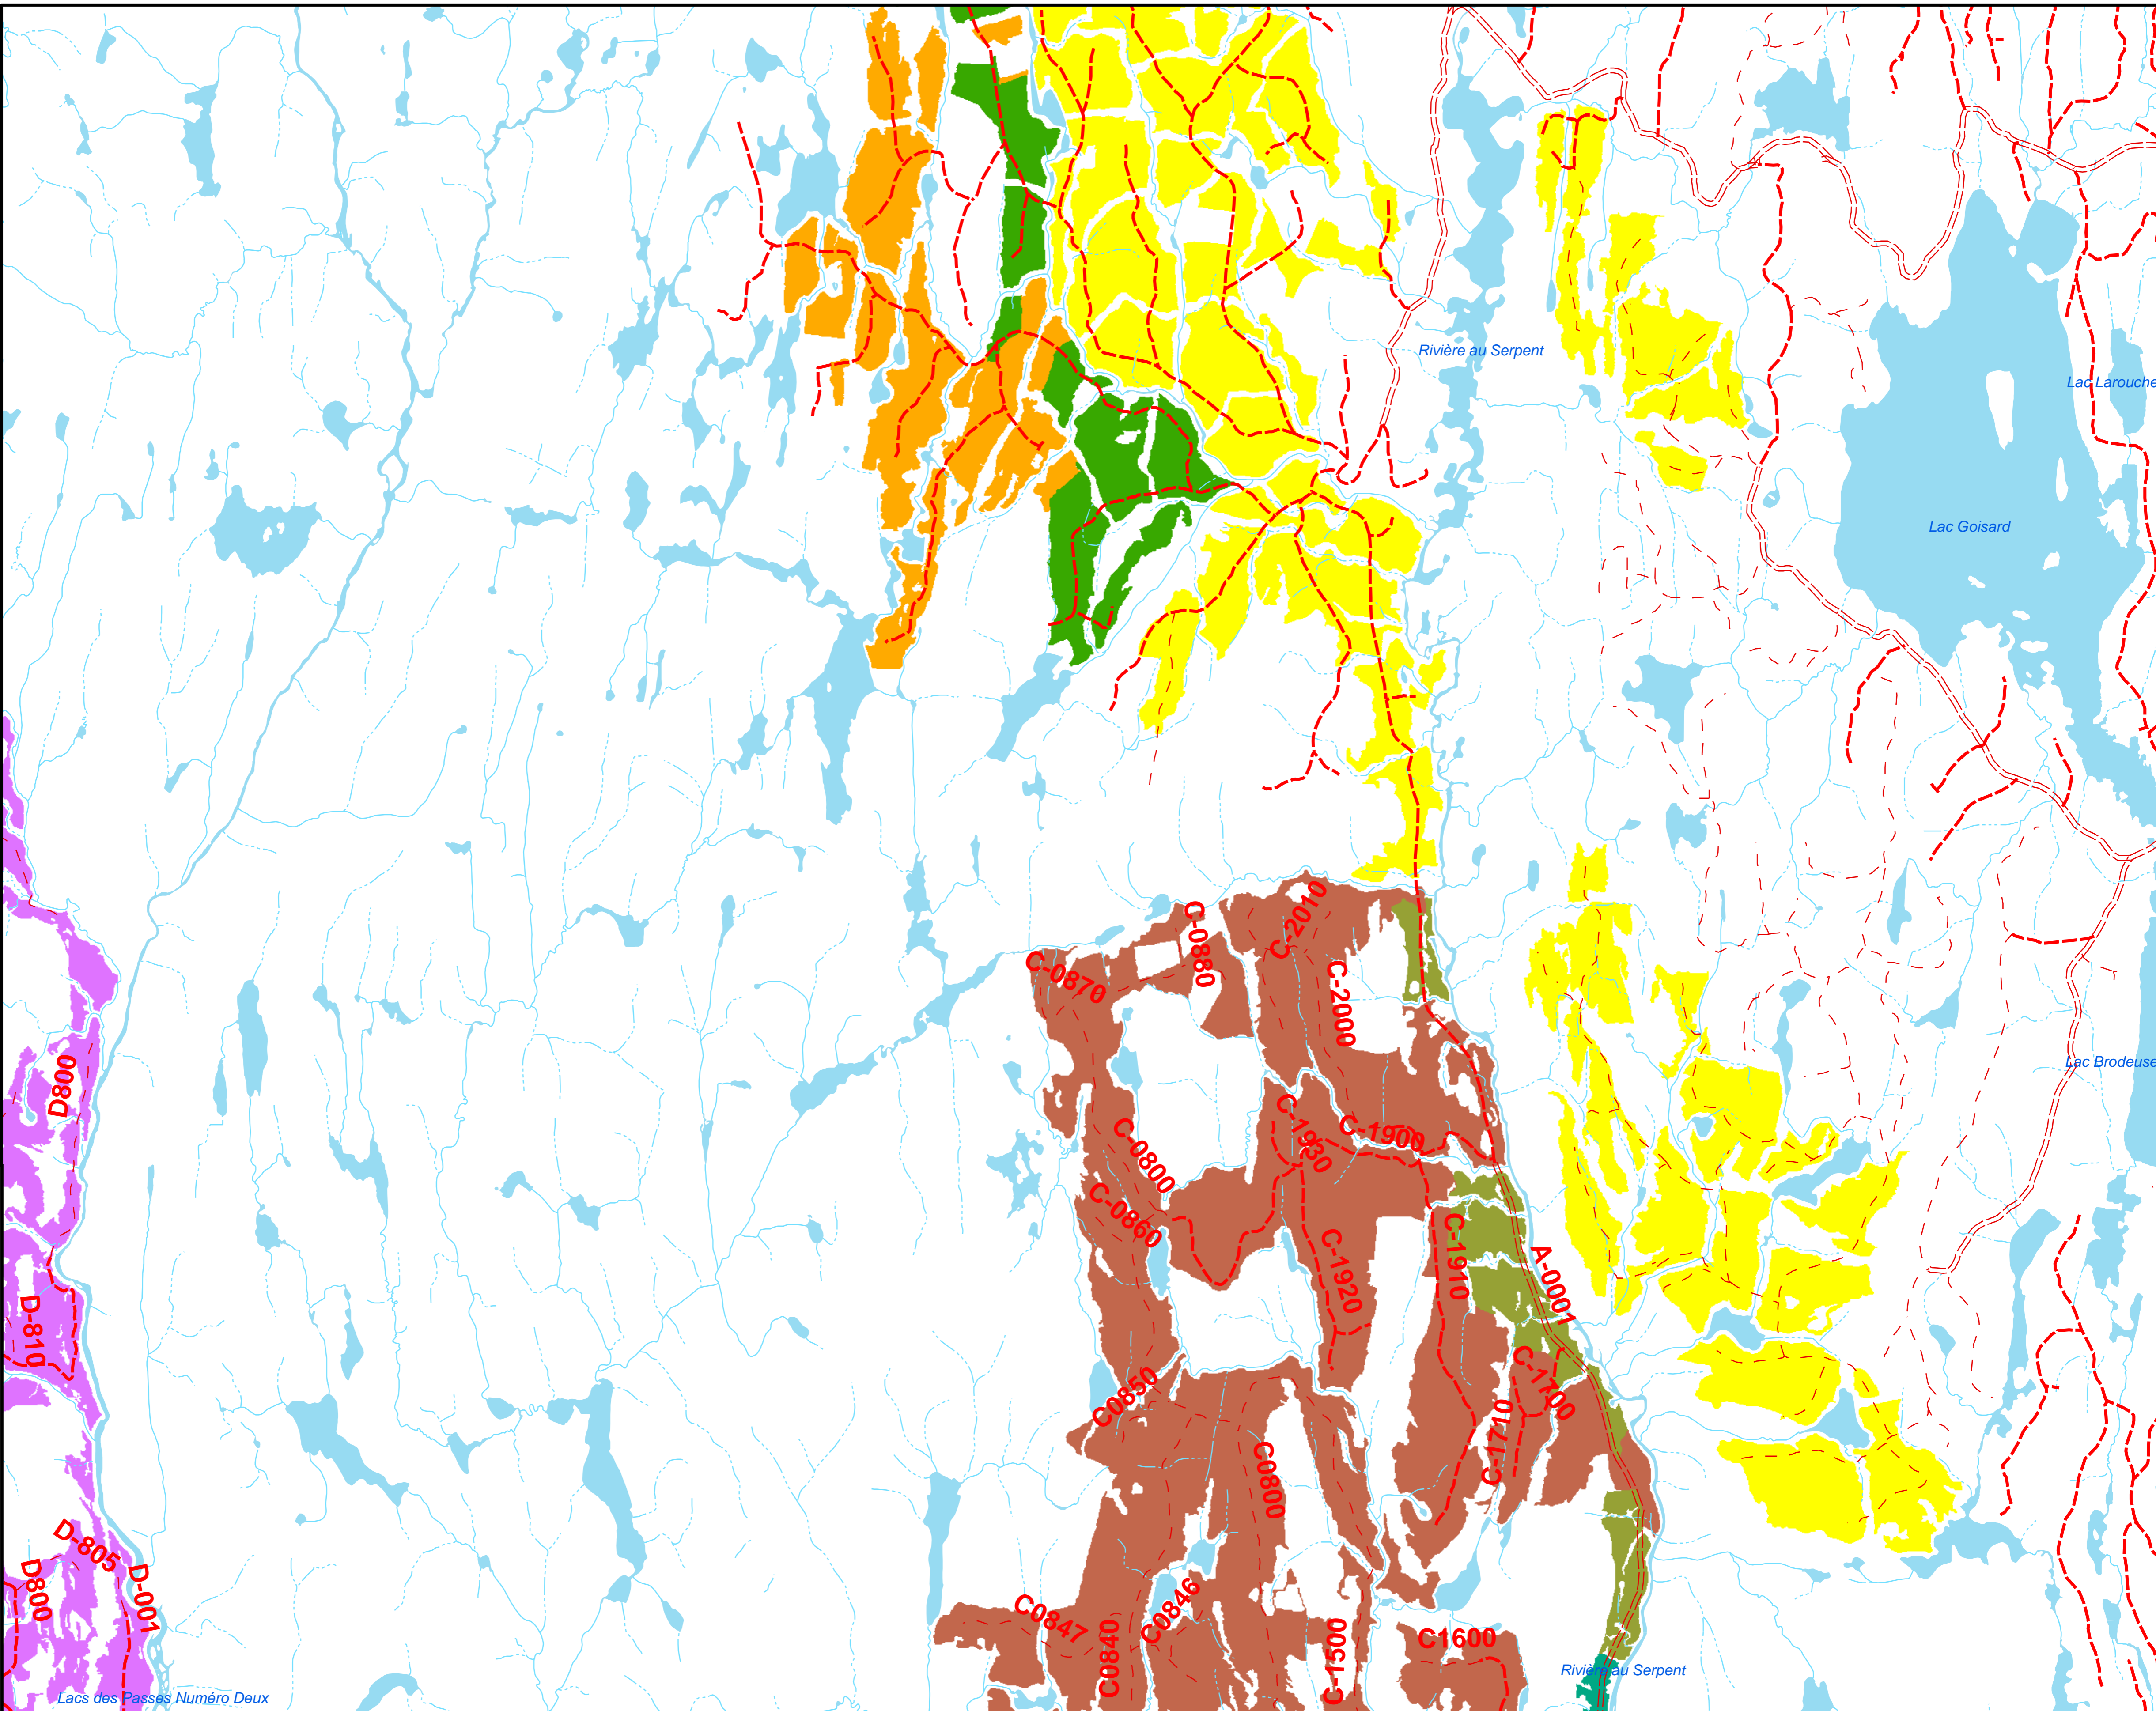 Rivière au Serpent
Lac Larouche
Lac Goisard
C-0880
C-2010
C-0870
C-2000
D800
Lac Brodeuse
C-1930
C-1900
C-0800
C-0860
C-1910
C-1920
A-0001
D-810
C-1700
C0850
C-1710
C0800
D-805
D800
D-001
C0847
C0846
C0840
C-1500
C1600
Rivière au Serpent
Lacs des Passes Numéro Deux